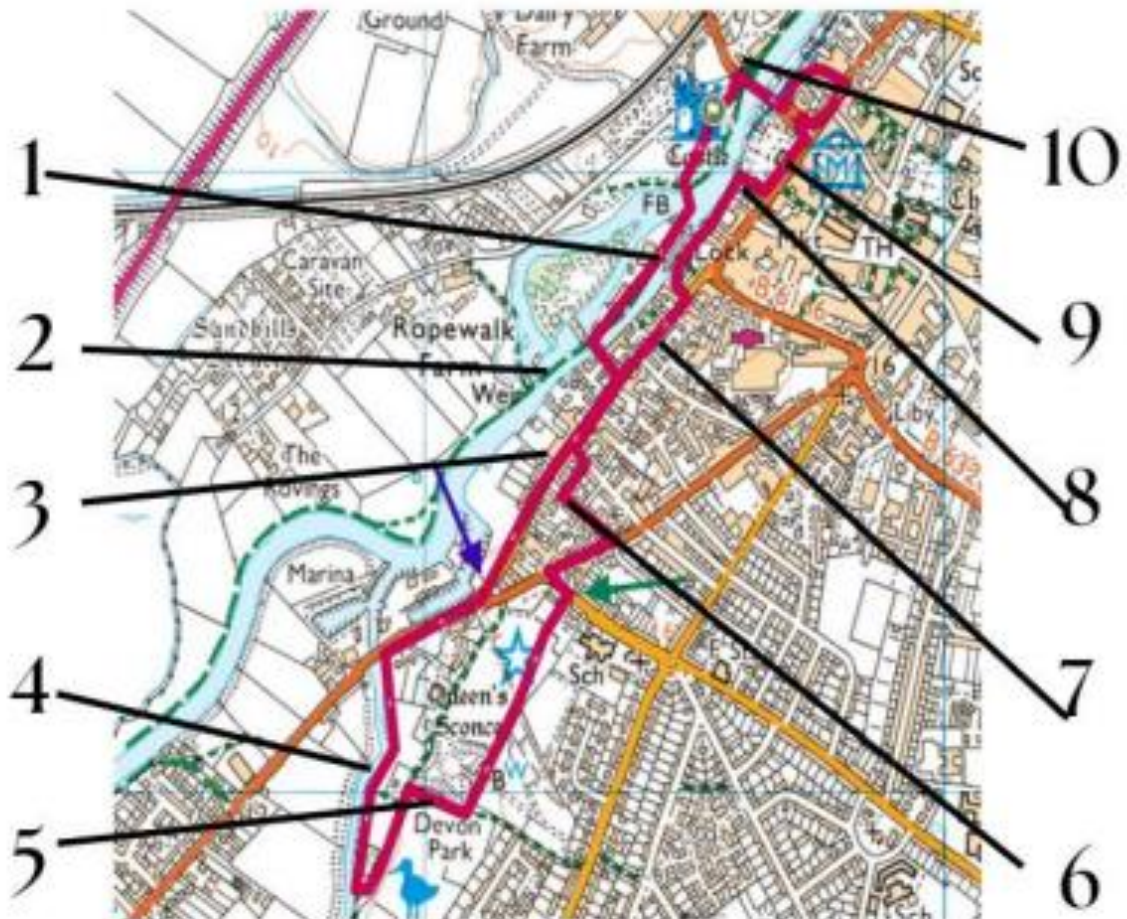 Ground
Dairy
Farm
10
1
Castle
M
FB
TH
Lock
Caravan
Site
Sandhills
2
Ropewalk
Farm
Weir
16
9
Liby
The
Rovings
3
8
Marina
Sch
Queen's
Sconce
7
4
W
Devon
Park
5
6